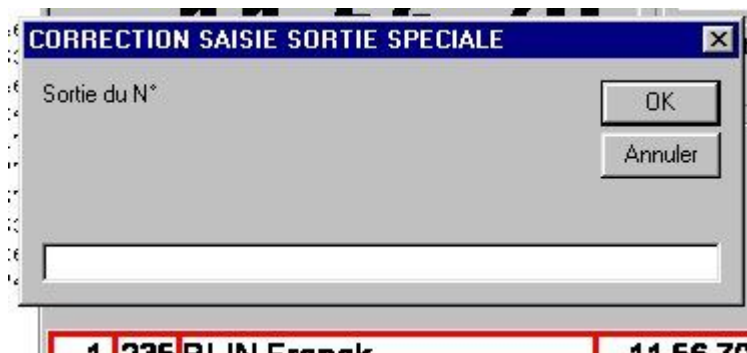 CORRECTION SAISIE SORTIE SPECIALE
Sortie du N°
OK
Annuler
1 235 BLIN Franck